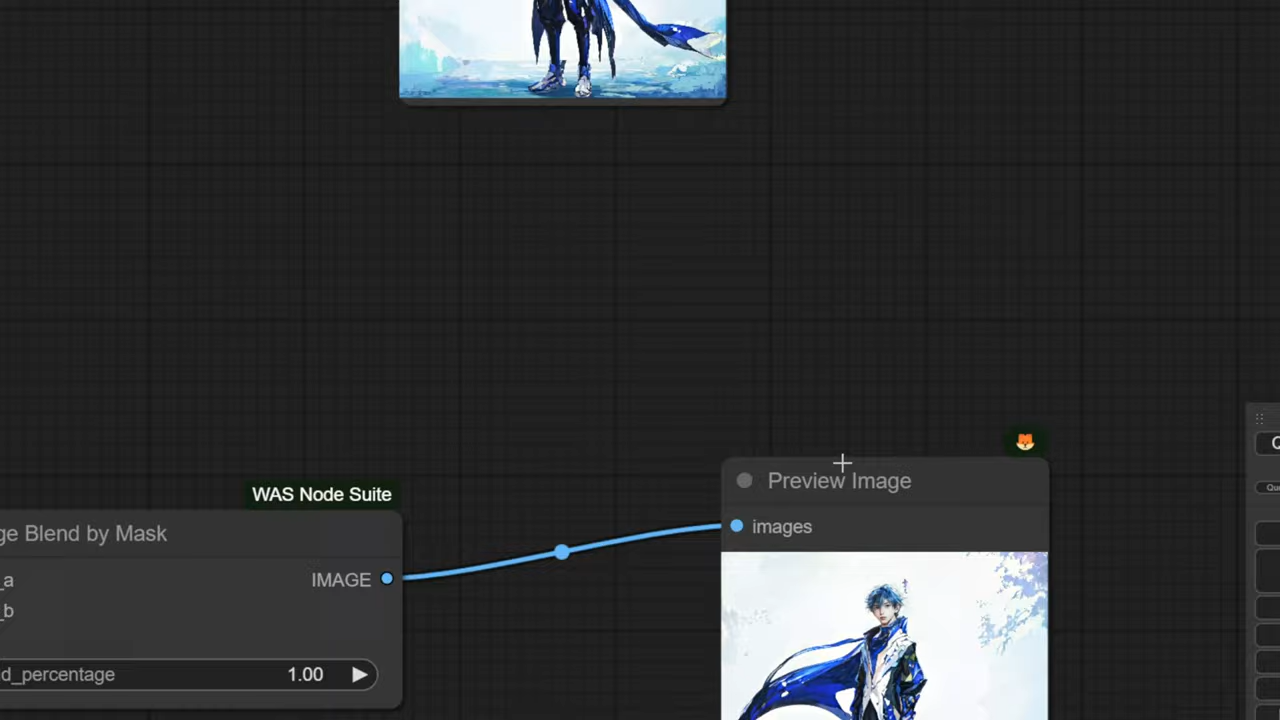 WAS Node Suite
Preview Image
ge Blend by Mask
images
_a
IMAGE
_b
d_percentage
1.00